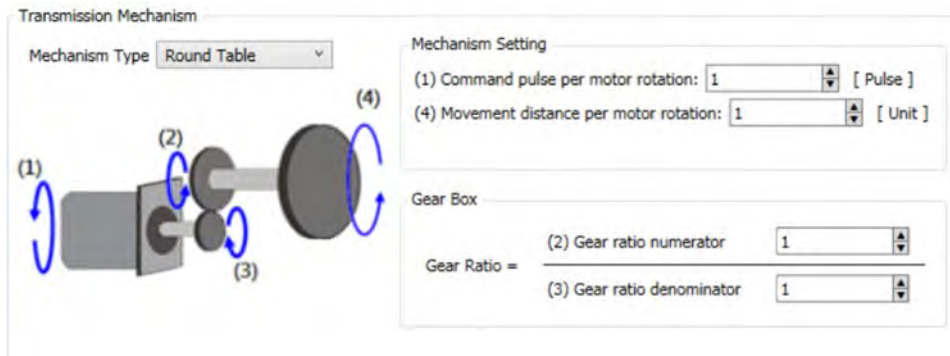 Transmission Mechanism
Mechanism Type Round Table
(1)
(2)
(3)
(4)
Mechanism Setting
(1) Command pulse per motor rotation: 1 [ Pulse ]
(4) Movement distance per motor rotation: 1 [ Unit ]
Gear Box
Gear Ratio =
(2) Gear ratio numerator 1
(3) Gear ratio denominator 1